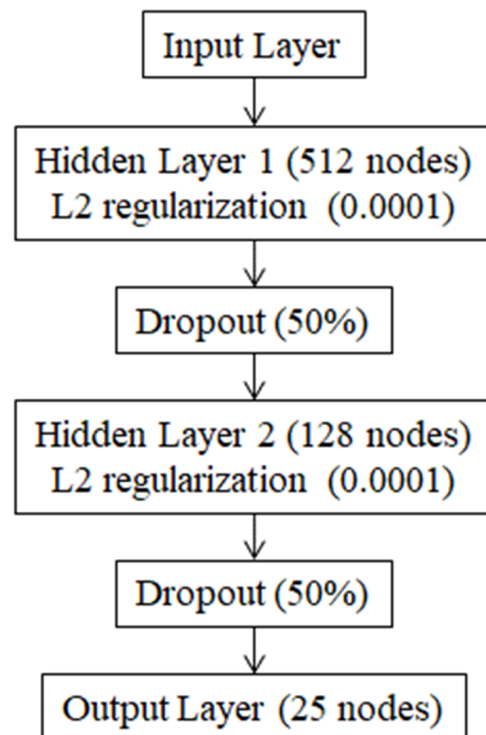 Input Layer
Hidden Layer 1 (512 nodes)
L2 regularization (0.0001)
Dropout (50%)
Hidden Layer 2 (128 nodes)
L2 regularization (0.0001)
Dropout (50%)
Output Layer (25 nodes)